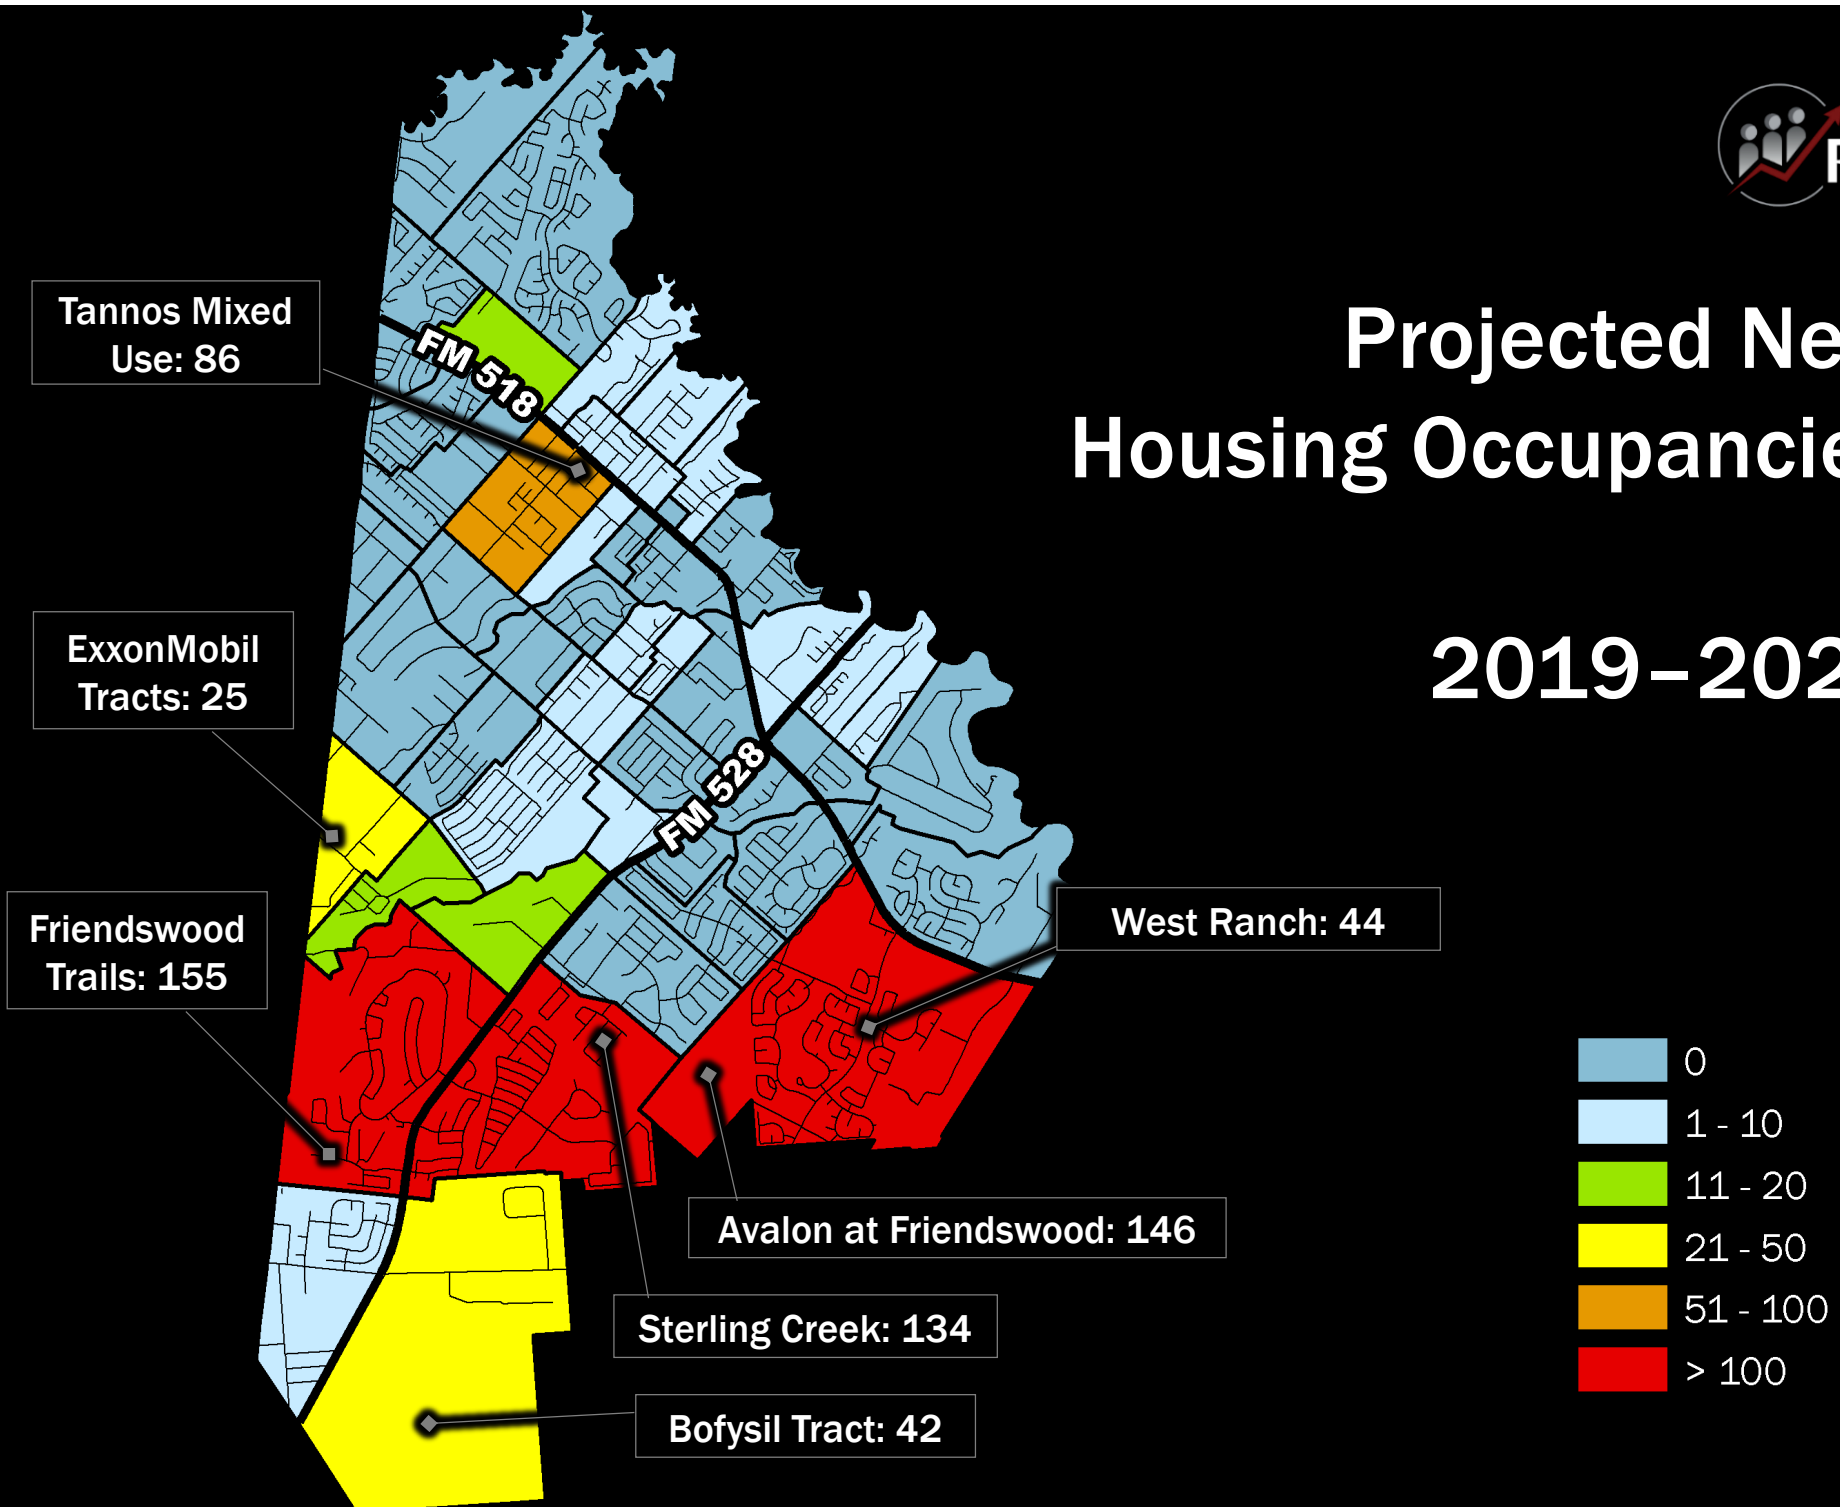 Projected Ne
Housing Occupancie
2019–202
Tannos Mixed
Use: 86
FM 518
ExxonMobil
Tracts: 25
FM 528
Friendswood
Trails: 155
West Ranch: 44
Avalon at Friendswood: 146
Sterling Creek: 134
Bofysil Tract: 42
0
1 - 10
11 - 20
21 - 50
51 - 100
> 100